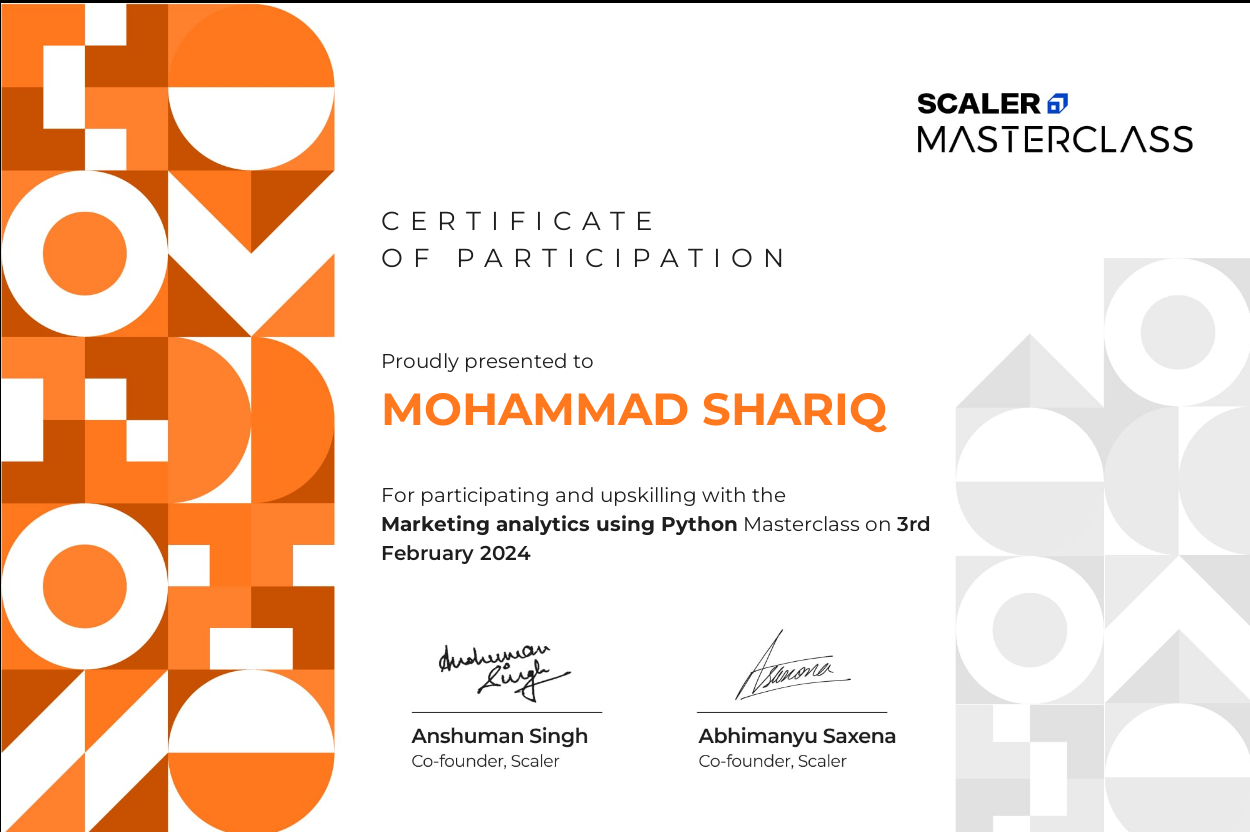 SCALER
MASTERCLASS
CERTIFICATE
OF PARTICIPATION
Proudly presented to
MOHAMMAD SHARIQ
For participating and upskilling with the
Marketing analytics using Python Masterclass on 3rd
February 2024
Anshuman
Singh
Asaxena
Anshuman Singh
Co-founder, Scaler
Abhimanyu Saxena
Co-founder, Scaler